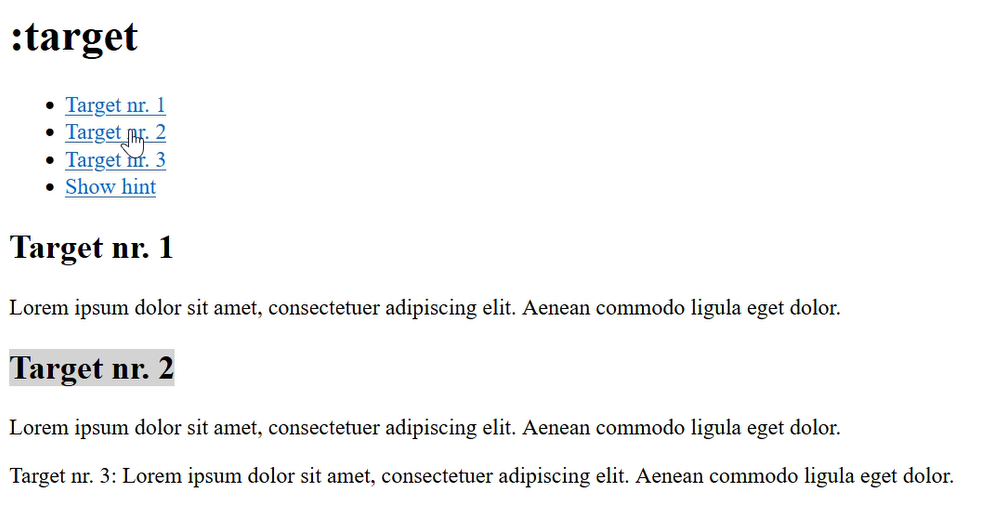 :target
Target nr. 1
Target nr. 2
Target nr. 3
Show hint
Target nr. 1
Lorem ipsum dolor sit amet, consectetuer adipiscing elit. Aenean commodo ligula eget dolor.
Target nr. 2
Lorem ipsum dolor sit amet, consectetuer adipiscing elit. Aenean commodo ligula eget dolor.
Target nr. 3: Lorem ipsum dolor sit amet, consectetuer adipiscing elit. Aenean commodo ligula eget dolor.